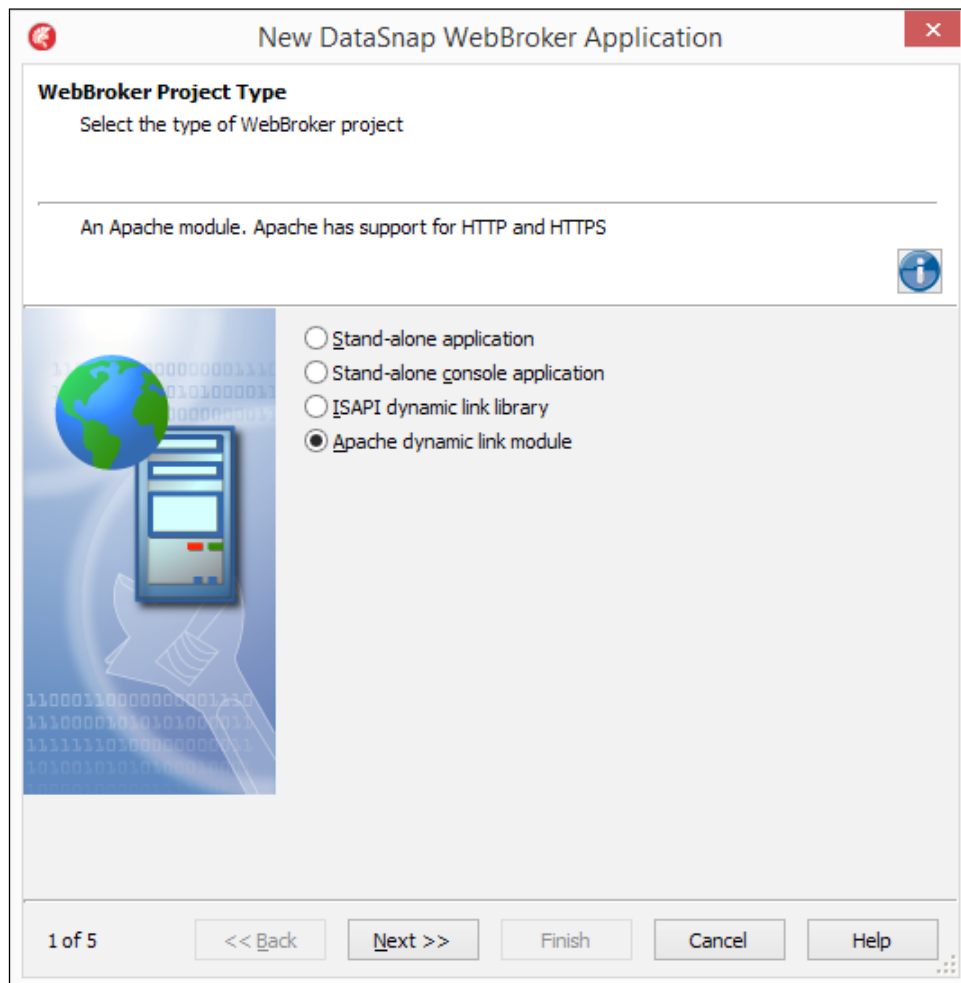 New DataSnap WebBroker Application
WebBroker Project Type
Select the type of WebBroker project
An Apache module. Apache has support for HTTP and HTTPS
Stand-alone application
Stand-alone console application
ISAPI dynamic link library
Apache dynamic link module
1 of 5
<< Back
Next >>
Finish
Cancel
Help